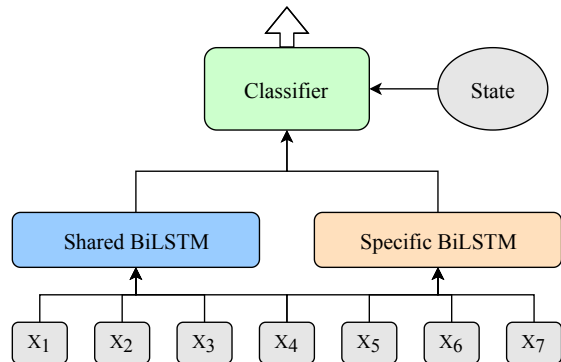 Classifier
State
Shared BiLSTM
Specific BiLSTM
X1 X2 X3 X4 X5 X6 X7